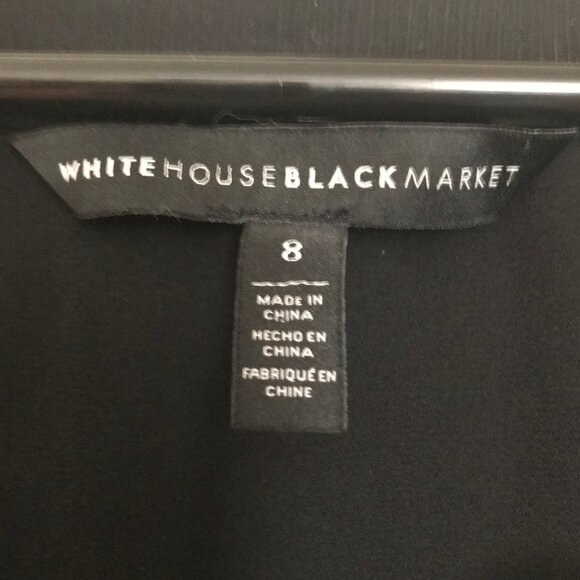 WHITEHOUSEBLACKMARKET
8
MADE IN
CHINA
HECHO EN
CHINA
FABRIQUÉ EN
CHINE